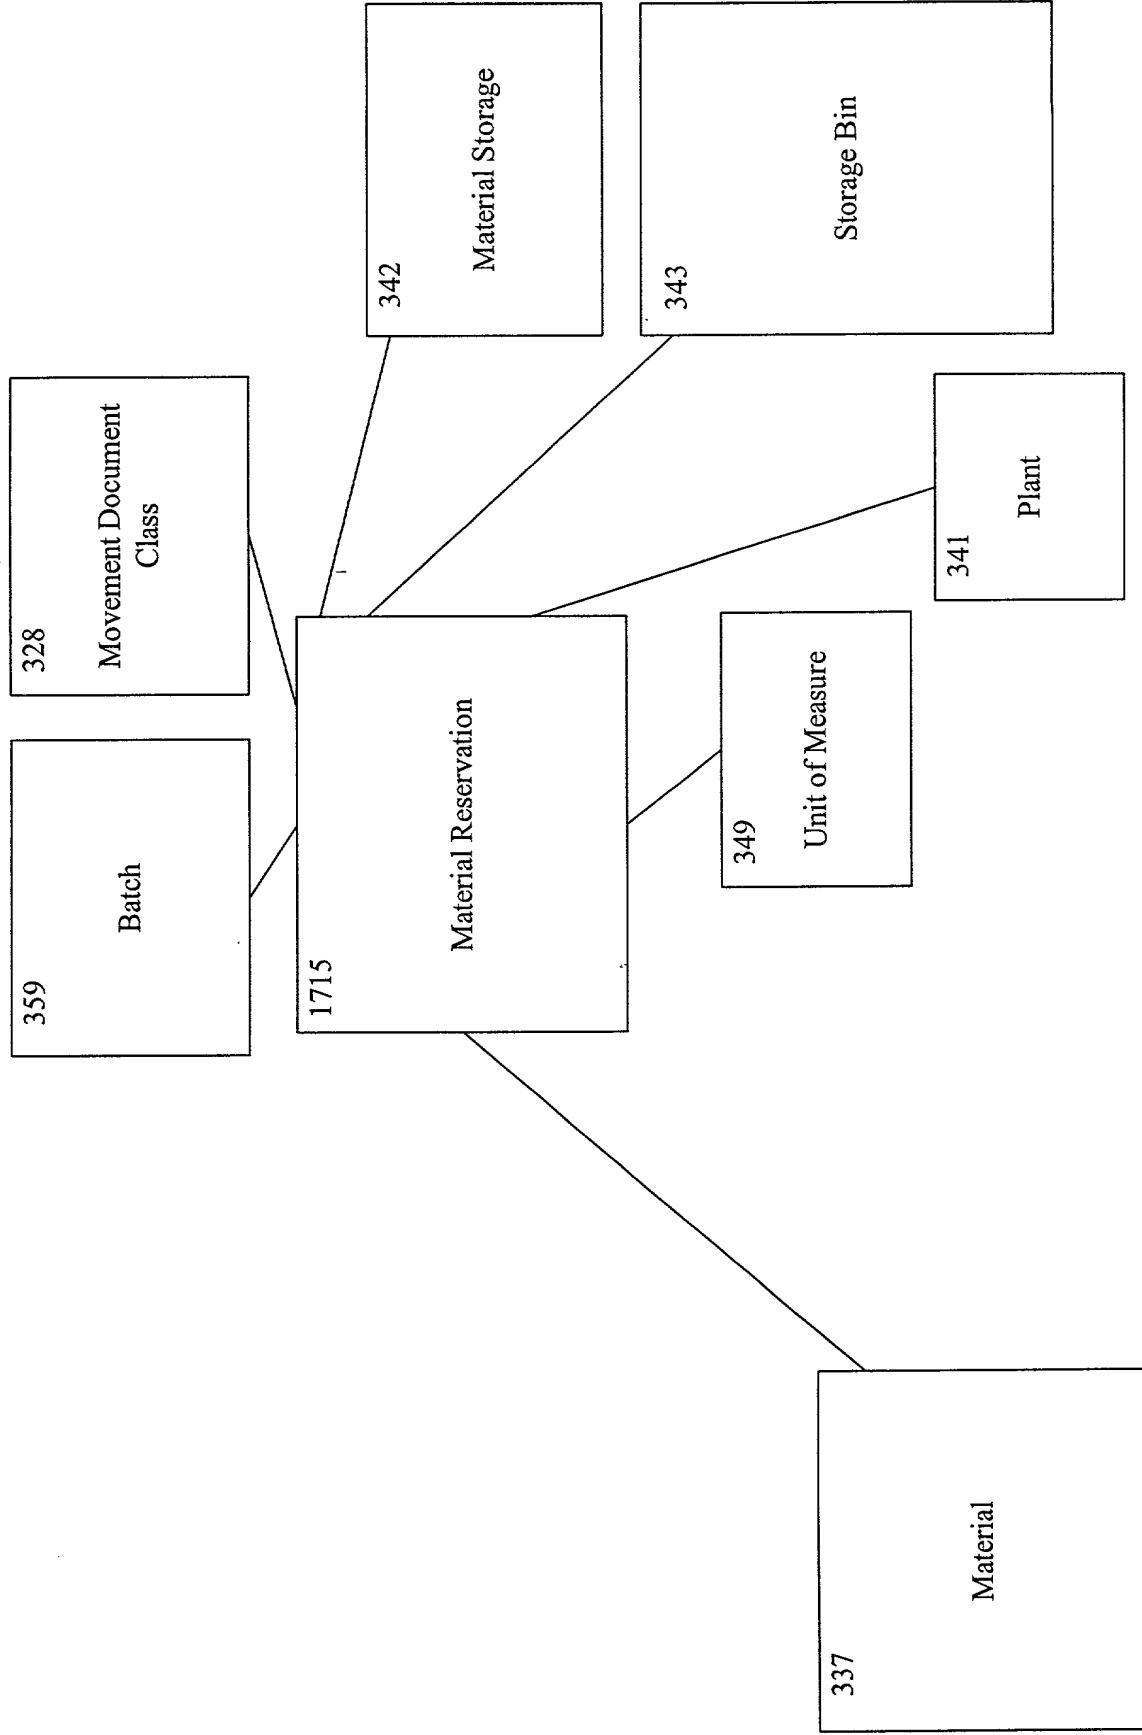 359
Batch
328
Movement Document
Class
342
Material Storage
1715
Material Reservation
343
Storage Bin
349
Unit of Measure
341
Plant
337
Material